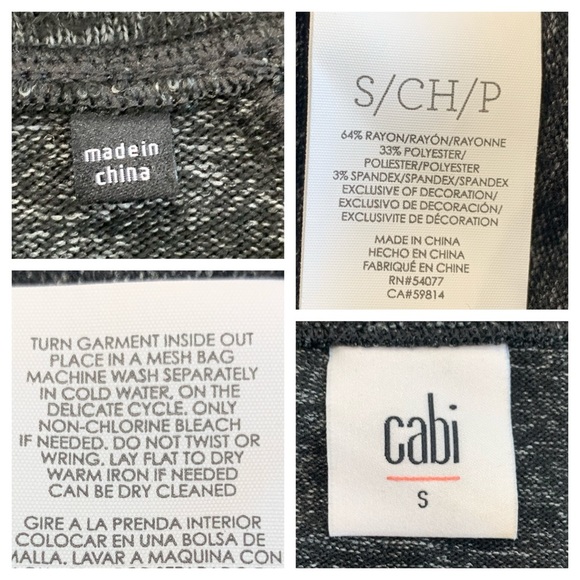 madein
china
S/CH/P
64% RAYON/RAYÓN/RAYONNE
33% POLYESTER/
POLIESTER/POLYESTER
3% SPANDEX/SPANDEX/SPANDEX
EXCLUSIVE OF DECORATION/
EXCLUSIVO DE DECORACIÓN/
EXCLUSIVITE DE DÉCORATION
MADE IN CHINA
HECHO EN CHINA
FABRIQUÉ EN CHINE
RN#54077
CA#59814
TURN GARMENT INSIDE OUT
PLACE IN A MESH BAG
MACHINE WASH SEPARATELY
IN COLD WATER, ON THE
DELICATE CYCLE. ONLY
NON-CHLORINE BLEACH
IF NEEDED. DO NOT TWIST OR
WRING. LAY FLAT TO DRY
WARM IRON IF NEEDED
CAN BE DRY CLEANED
GIRE A LA PRENDA INTERIOR
COLOCAR EN UNA BOLSA DE
MALLA. LAVAR A MAQUINA CON
cabi
S